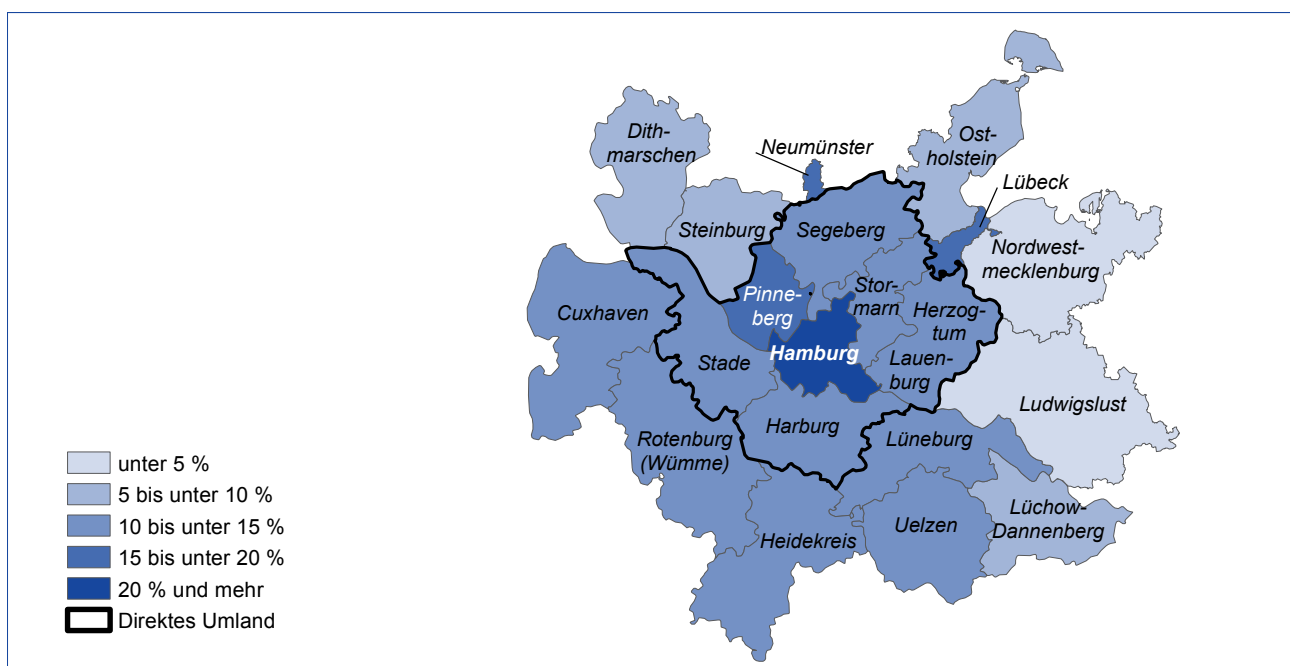 Dith-
marschen
Neumünster
Ost-
holstein
Lübeck
Steinburg
Segeberg
Nordwest-
mecklenburg
Cuxhaven
Pinne-
berg
Stor-
marn
Herzog-
tum
Lauen-
burg
Hamburg
Stade
Ludwigslust
Harburg
Lüneburg
Rotenburg
(Wümme)
Heidekreis
Uelzen
Lüchow-
Dannenberg
unter 5 %
5 bis unter 10 %
10 bis unter 15 %
15 bis unter 20 %
20 % und mehr
Direktes Umland